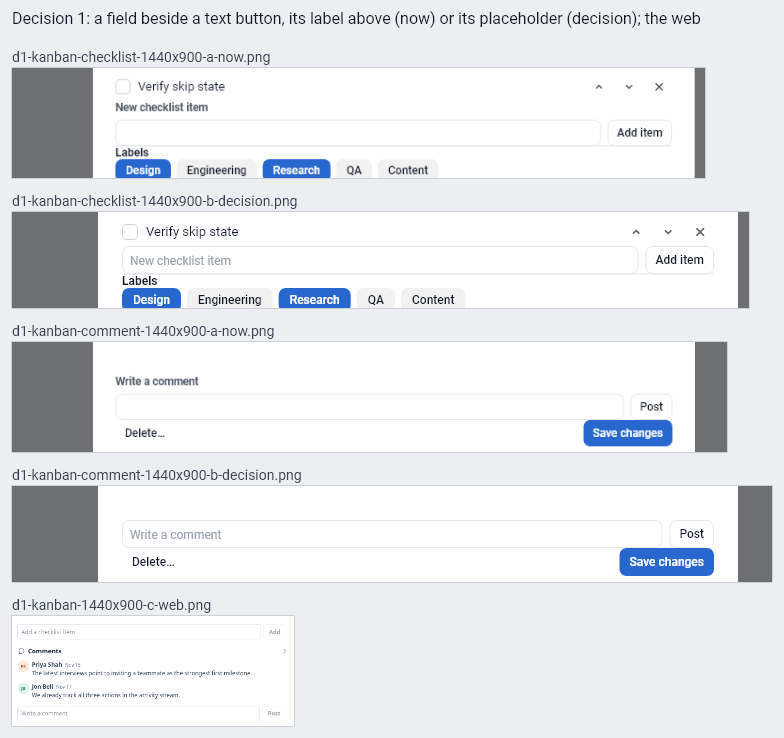 Decision 1: a field beside a text button, its label above (now) or its placeholder (decision); the web
d1-kanban-checklist-1440x900-a-now.png
Verify skip state
New checklist item
Add item
Labels
Design Engineering Research QA Content
d1-kanban-checklist-1440x900-b-decision.png
Verify skip state
New checklist item Add item
Labels
Design Engineering Research QA Content
d1-kanban-comment-1440x900-a-now.png
Write a comment
Post
Delete... Save changes
d1-kanban-comment-1440x900-b-decision.png
Write a comment Post
Delete... Save changes
d1-kanban-1440x900-c-web.png
Add a checklist item Add
Comments
Priya Shah Nov 16
The latest interviews point to inviting a teammate as the strongest first milestone.
Jon Bell Nov 17
We already track all three actions in the activity stream.
Write a comment Post